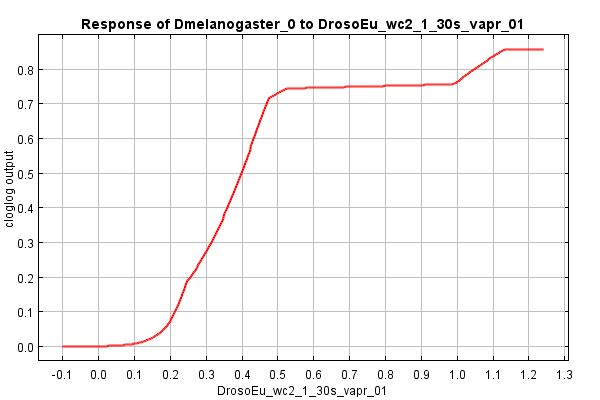 Response of Dmelanogaster_0 to DrosoEu_wc2_1_30s_vapr_01
cloglog output
0.8
0.7
0.6
0.5
0.4
0.3
0.2
0.1
0.0
-0.1 0.0 0.1 0.2 0.3 0.4 0.5 0.6 0.7 0.8 0.9 1.0 1.1 1.2 1.3
DrosoEu_wc2_1_30s_vapr_01